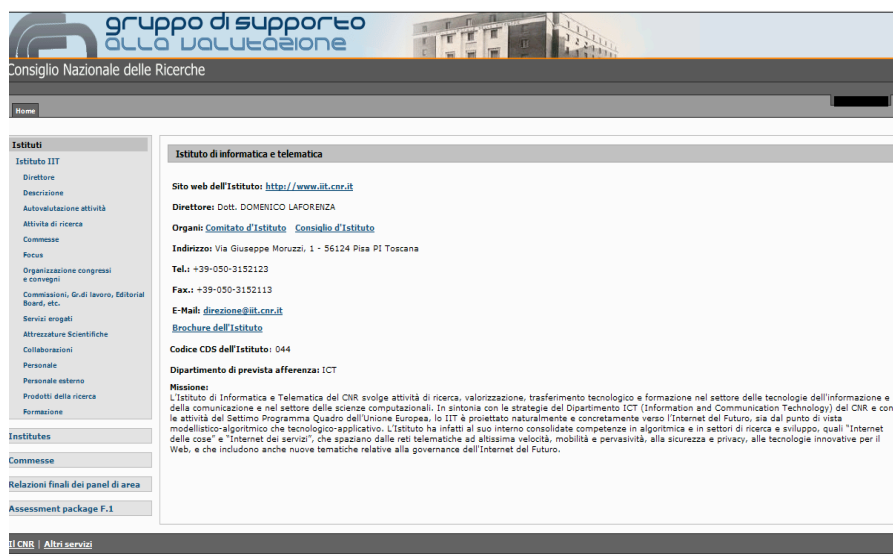 gruppo di supporto
alla valutazione
Consiglio Nazionale delle Ricerche
Home
Istituti
Istituto IIT
Direttore
Descrizione
Autovalutazione attività
Attivita di ricerca
Commesse
Focus
Organizzazione congressi
e convegni
Commissioni, Gr.di lavoro, Editorial
Board, etc.
Servizi erogati
Attrezzature Scientifiche
Collaborazioni
Personale
Personale esterno
Prodotti della ricerca
Formazione
Institutes
Commesse
Relazioni finali dei panel di area
Assessment package F.1
Istituto di informatica e telematica
Sito web dell'Istituto: http://www.iit.cnr.it
Direttore: Dott. DOMENICO LAFORENZA
Organi: Comitato d'Istituto Consiglio d'Istituto
Indirizzo: Via Giuseppe Moruzzi, 1 - 56124 Pisa PI Toscana
Tel.: +39-050-3152123
Fax.: +39-050-3152113
E-Mail: direzione@iit.cnr.it
Brochure dell'Istituto
Codice CDS dell'Istituto: 044
Dipartimento di prevista afferenza: ICT
Missione:
L'Istituto di Informatica e Telematica del CNR svolge attività di ricerca, valorizzazione, trasferimento tecnologico e formazione nel settore delle tecnologie dell'informazione e
della comunicazione e nel settore delle scienze computazionali. In sintonia con le strategie del Dipartimento ICT (Information and Communication Technology) del CNR e con
le attività del Settimo Programma Quadro dell'Unione Europea, lo IIT è proiettato naturalmente e concretamente verso l'Internet del Futuro, sia dal punto di vista
modellistico-algoritmico che tecnologico-applicativo. L'Istituto ha infatti al suo interno consolidate competenze in algoritmica e in settori di ricerca e sviluppo, quali "Internet
delle cose" e "Internet dei servizi", che spaziano dalle reti telematiche ad altissima velocità, mobilità e pervasività, alla sicurezza e privacy, alle tecnologie innovative per il
Web, e che includono anche nuove tematiche relative alla governance dell'Internet del Futuro.
Il CNR | Altri servizi